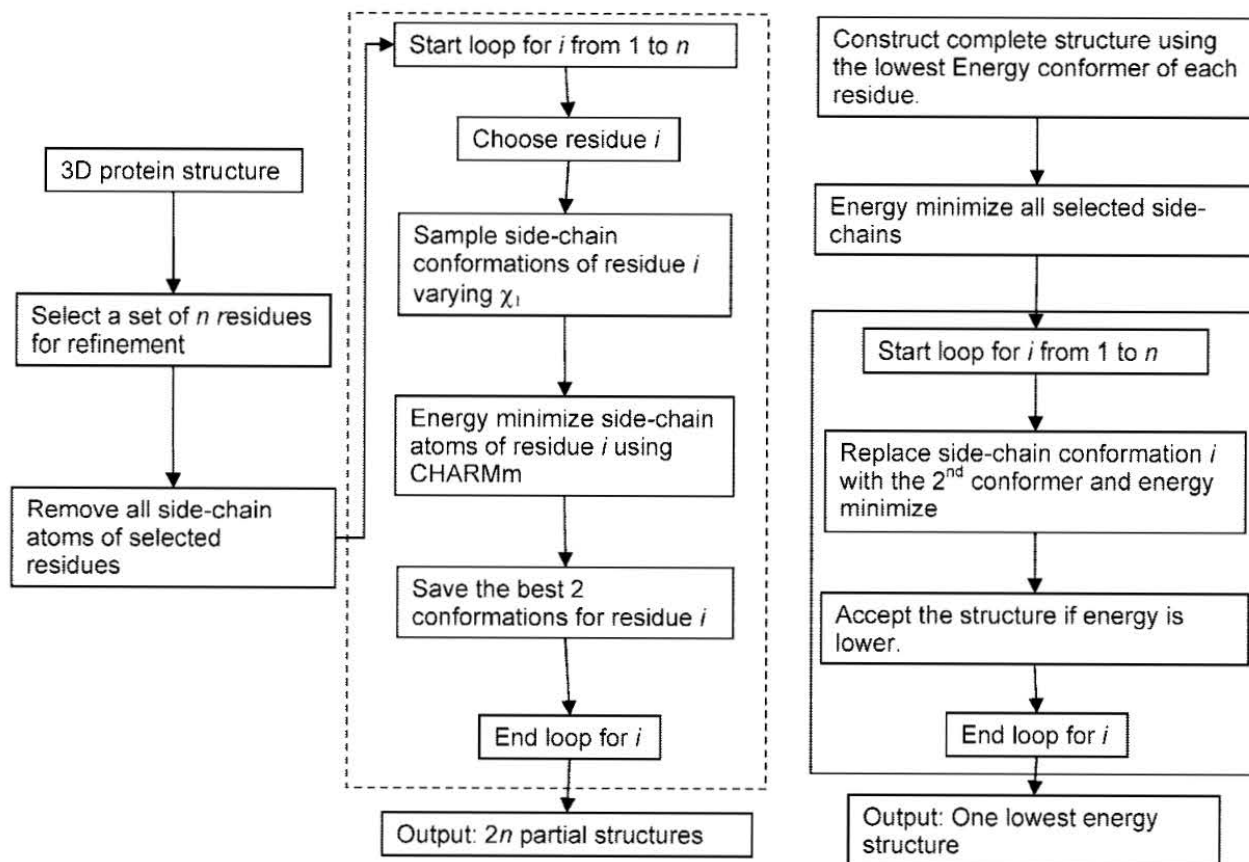 3D protein structure
Select a set of n residues
for refinement
Remove all side-chain
atoms of selected
residues
Start loop for i from 1 to n
Choose residue i
Sample side-chain
conformations of residue i
varying χ₁
Energy minimize side-chain
atoms of residue i using
CHARMm
Save the best 2
conformations for residue i
End loop for i
Output: 2n partial structures
Construct complete structure using
the lowest Energy conformer of each
residue.
Energy minimize all selected side-
chains
Start loop for i from 1 to n
Replace side-chain conformation i
with the 2nd conformer and energy
minimize
Accept the structure if energy is
lower.
End loop for i
Output: One lowest energy
structure